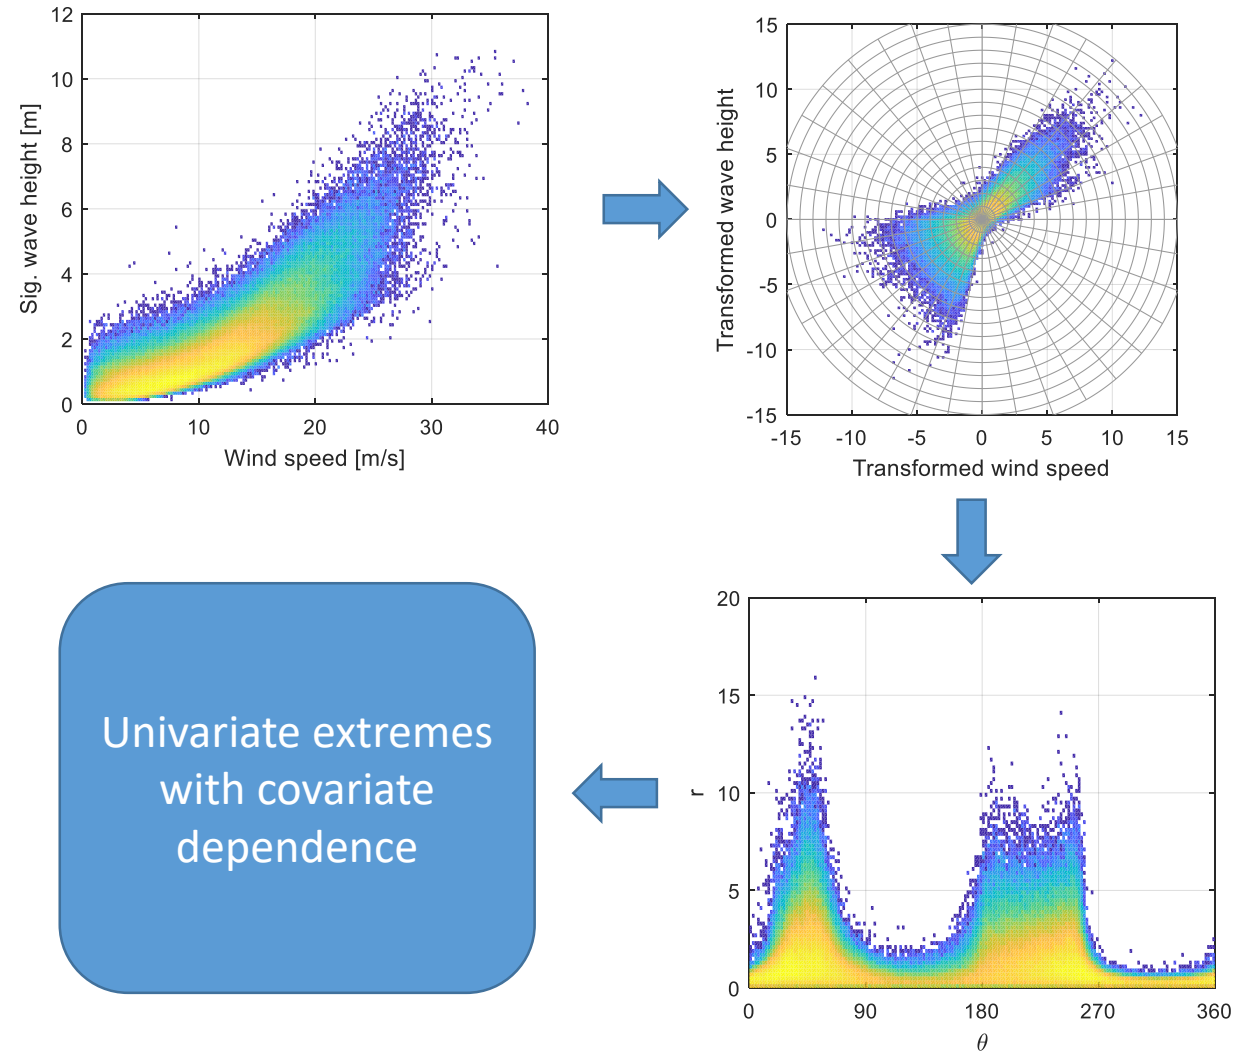 12
10
8
6
4
2
0
0 10 20 30 40
Sig. wave height [m]
Wind speed [m/s]
15
10
5
0
-5
-10
-15
-15 -10 -5 0 5 10 15
Transformed wave height
Transformed wind speed
20
15
10
5
0
0 90 180 270 360
r
θ
Univariate extremes
with covariate
dependence